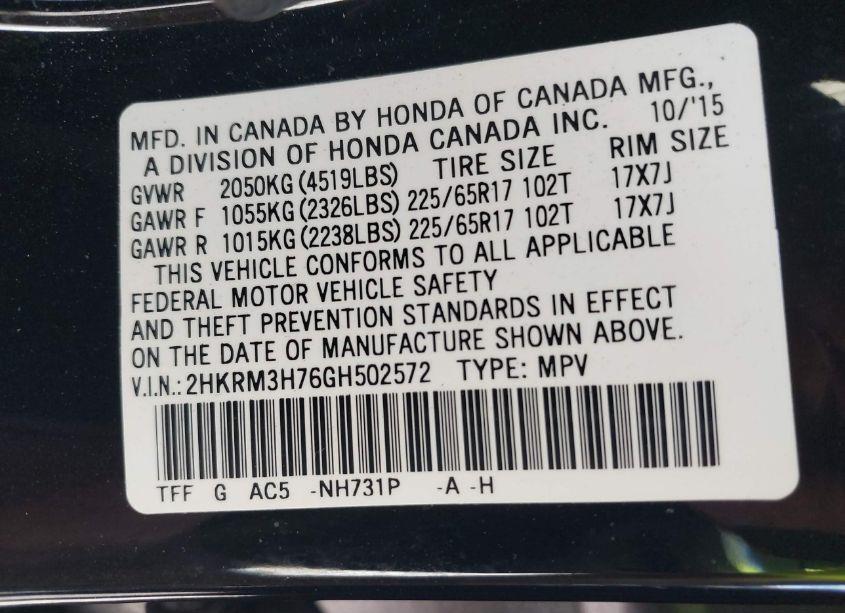 MFD. IN CANADA BY HONDA OF CANADA MFG.,
A DIVISION OF HONDA CANADA INC. 10/'15
GVWR 2050KG (4519LBS) TIRE SIZE RIM SIZE
GAWR F 1055KG (2326LBS) 225/65R17 102T 17X7J
GAWR R 1015KG (2238LBS) 225/65R17 102T 17X7J
THIS VEHICLE CONFORMS TO ALL APPLICABLE
FEDERAL MOTOR VEHICLE SAFETY
AND THEFT PREVENTION STANDARDS IN EFFECT
ON THE DATE OF MANUFACTURE SHOWN ABOVE.
V.I.N.: 2HKRM3H76GH502572 TYPE: MPV
TFF G AC5 -NH731P -A -H